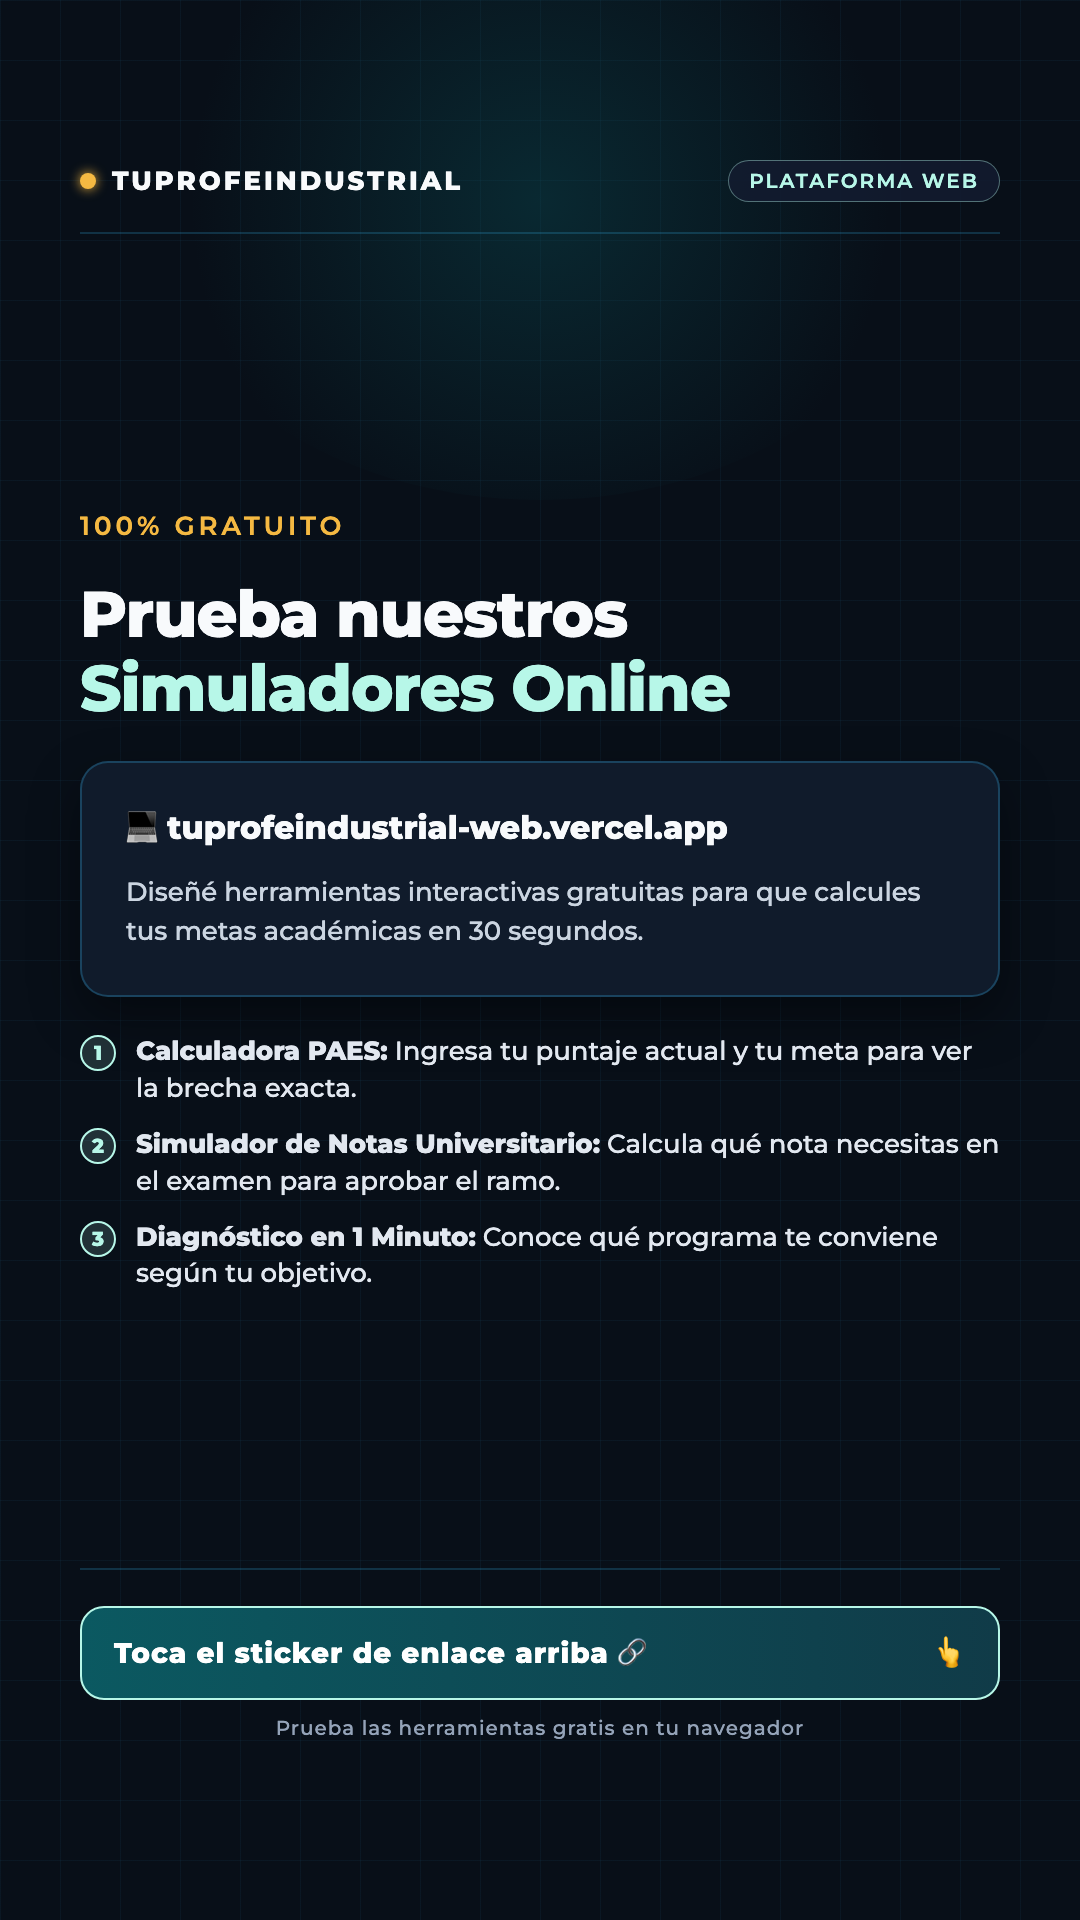 TUPROFEINDUSTRIAL
PLATAFORMA WEB
100% GRATUITO
Prueba nuestros
Simuladores Online
💻 tuprofeindustrial-web.vercel.app
Diseñé herramientas interactivas gratuitas para que calcules
tus metas académicas en 30 segundos.
1 Calculadora PAES: Ingresa tu puntaje actual y tu meta para ver
la brecha exacta.
2 Simulador de Notas Universitario: Calcula qué nota necesitas en
el examen para aprobar el ramo.
3 Diagnóstico en 1 Minuto: Conoce qué programa te conviene
según tu objetivo.
Toca el sticker de enlace arriba 🔗 👆
Prueba las herramientas gratis en tu navegador